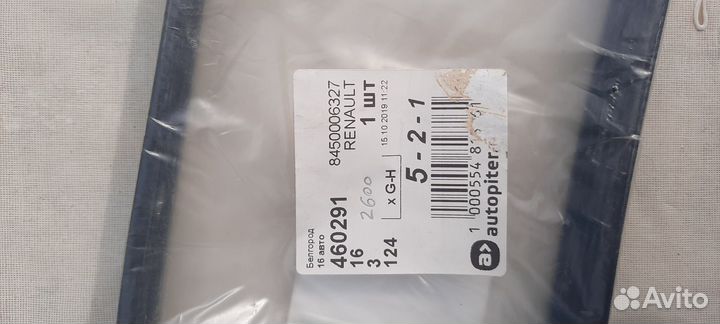 Белгород
16 авто
460291
16
3
124
8450006327
RENAULT
1 шт
15.10.2019 11:22
2600
x G-H
5-2-1
a>
autopiter.
Avito